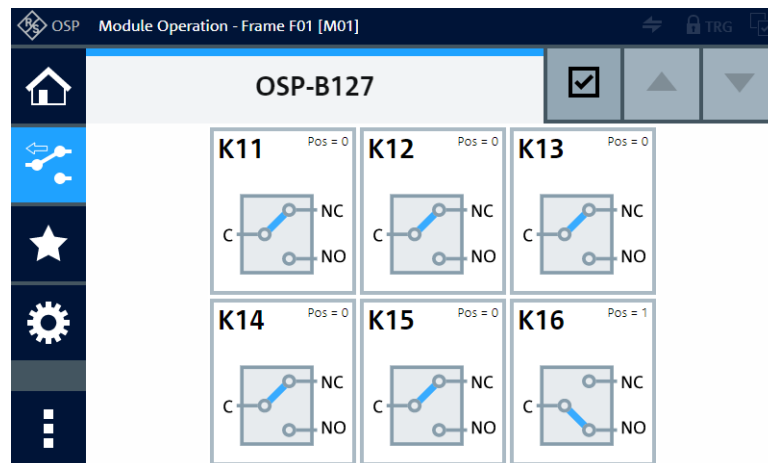 R&S OSP Module Operation - Frame F01 [M01] TRG
OSP-B127
K11 Pos = 0 K12 Pos = 0 K13 Pos = 0
NC NC NC
C C C
NO NO NO
K14 Pos = 0 K15 Pos = 0 K16 Pos = 1
NC NC NC
C C C
NO NO NO